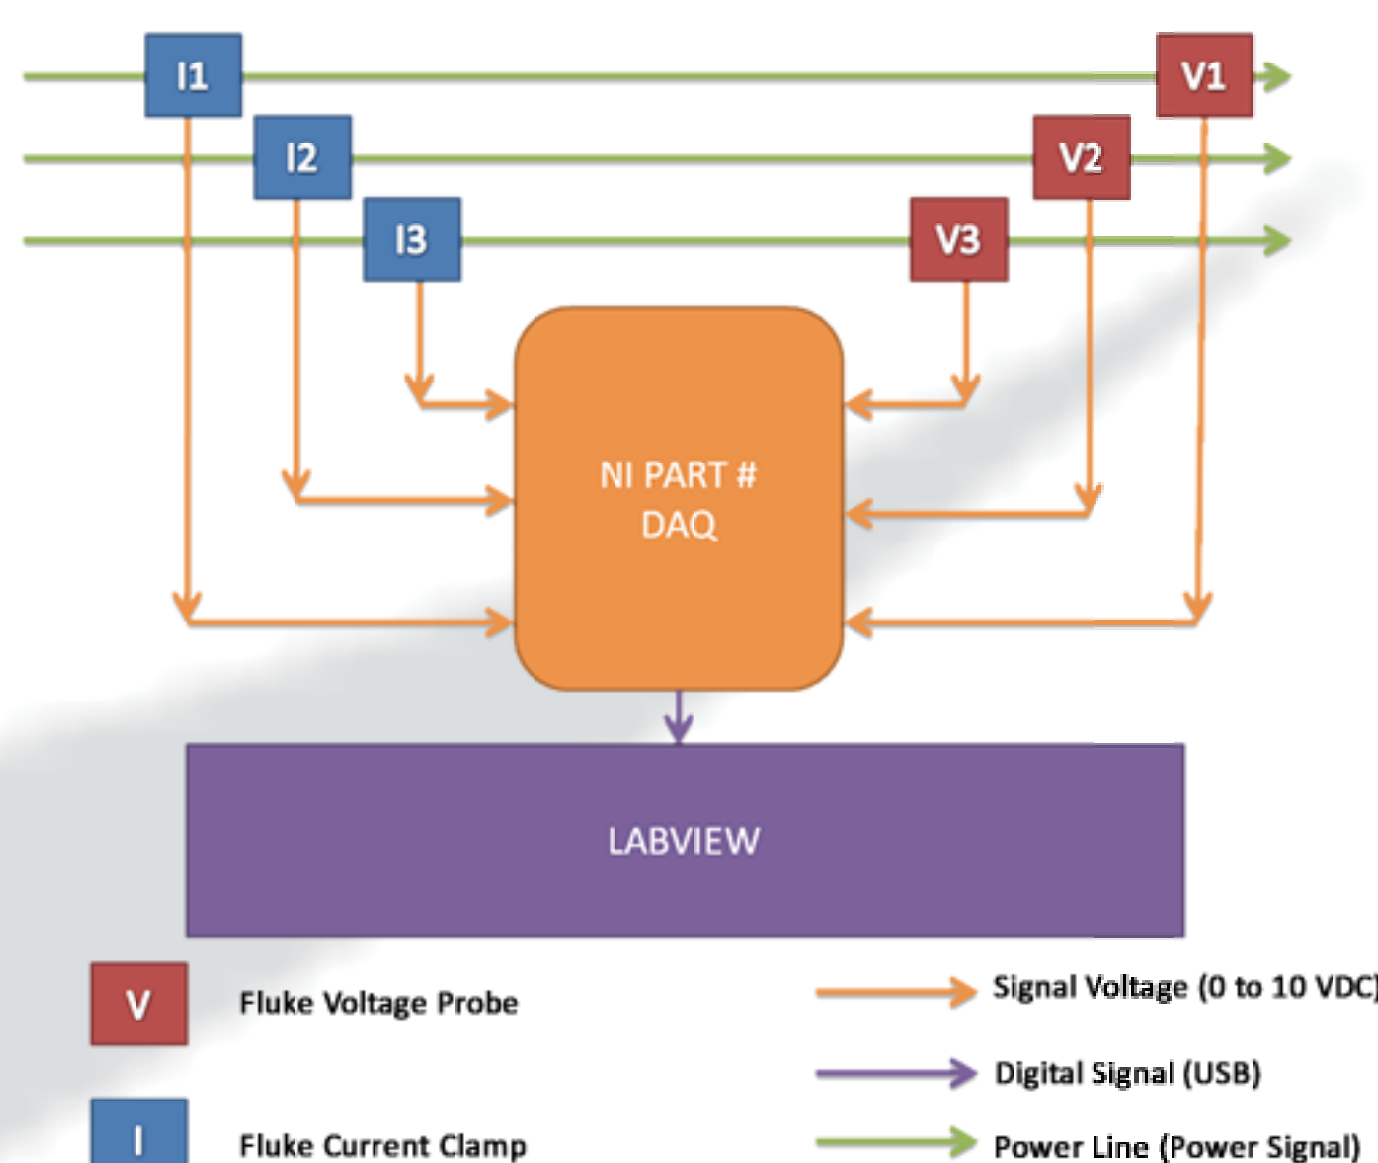 I1
V1
I2
V2
I3
V3
NI PART #
DAQ
LABVIEW
V
Fluke Voltage Probe
Signal Voltage (0 to 10 VDC)
Digital Signal (USB)
I
Fluke Current Clamp
Power Line (Power Signal)